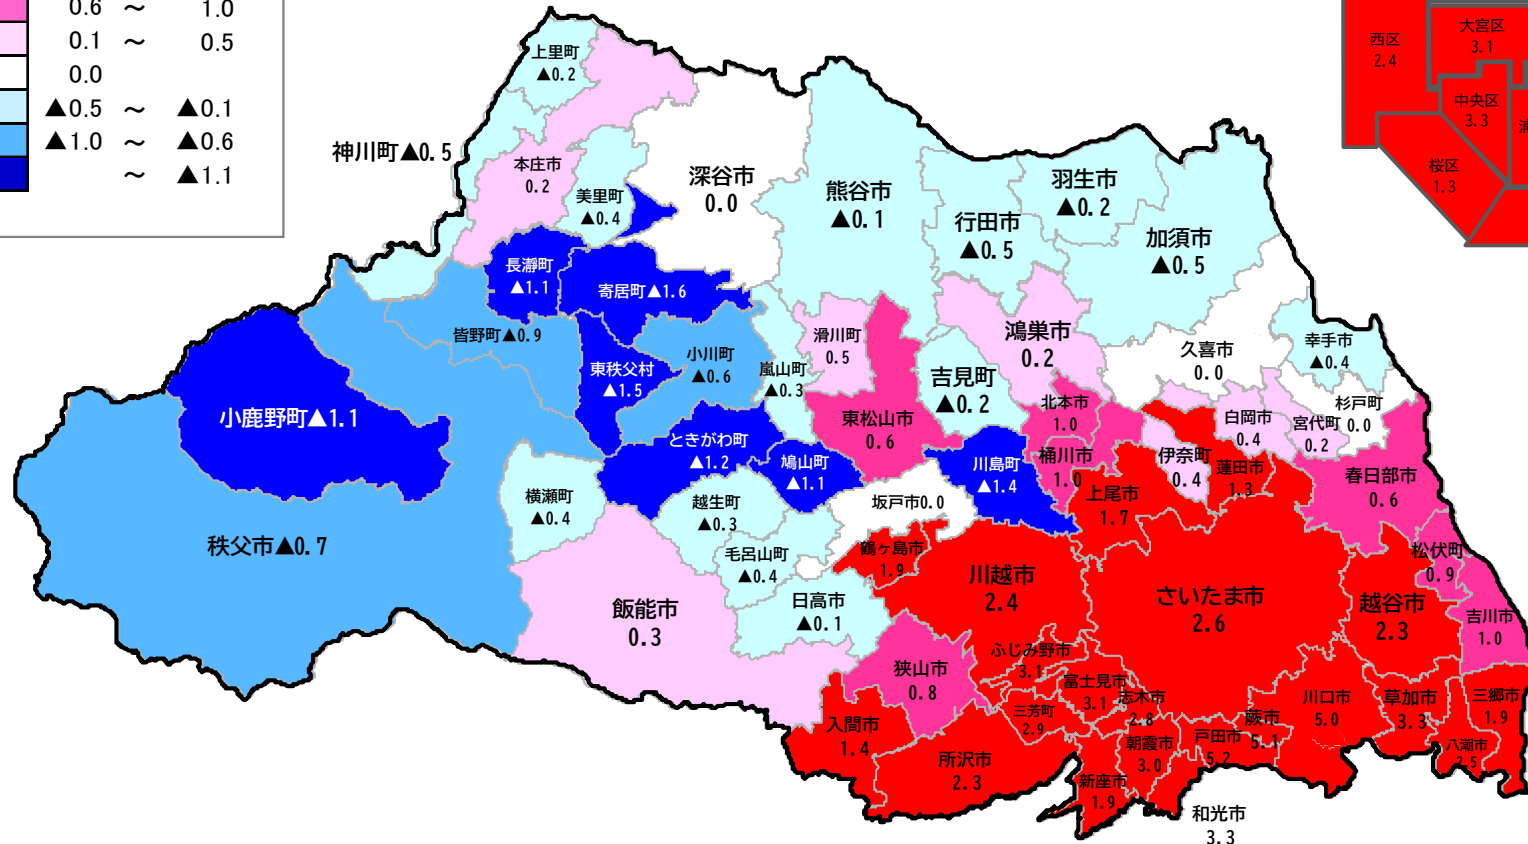 0.6 ～ 1.0
0.1 ～ 0.5
0.0
▲0.5 ～ ▲0.1
▲1.0 ～ ▲0.6
～ ▲1.1
西区
2.4
大宮区
3.1
中央区
3.3
桜区
1.3
上里町
▲0.2
神川町▲0.5
本庄市
0.2
美里町
▲0.4
深谷市
0.0
熊谷市
▲0.1
行田市
▲0.5
羽生市
▲0.2
加須市
▲0.5
長瀞町
▲1.1
寄居町▲1.6
皆野町▲0.9
小川町
▲0.6
東秩父村
▲1.5
嵐山町
▲0.3
滑川町
0.5
鴻巣市
0.2
久喜市
0.0
幸手市
▲0.4
吉見町
▲0.2
小鹿野町▲1.1
東松山市
0.6
北本市
1.0
白岡市
0.4
宮代町
0.2
杉戸町
0.0
ときがわ町
▲1.2
鳩山町
▲1.1
川島町
▲1.4
桶川市
1.0
伊奈町
0.4
蓮田市
1.3
春日部市
0.6
上尾市
1.7
横瀬町
▲0.4
越生町
▲0.3
坂戸市0.0
秩父市▲0.7
毛呂山町
▲0.4
鶴ヶ島市
1.9
川越市
2.4
さいたま市
2.6
松伏町
0.9
越谷市
2.3
吉川市
1.0
飯能市
0.3
日高市
▲0.1
狭山市
0.8
ふじみ野市
3.1
富士見市
3.1
志木市
2.8
三芳町
2.9
入間市
1.4
所沢市
2.3
新座市
1.9
朝霞市
3.0
戸田市
5.2
蕨市
5.1
川口市
5.0
草加市
3.3
三郷市
1.9
八潮市
2.5
和光市
3.3